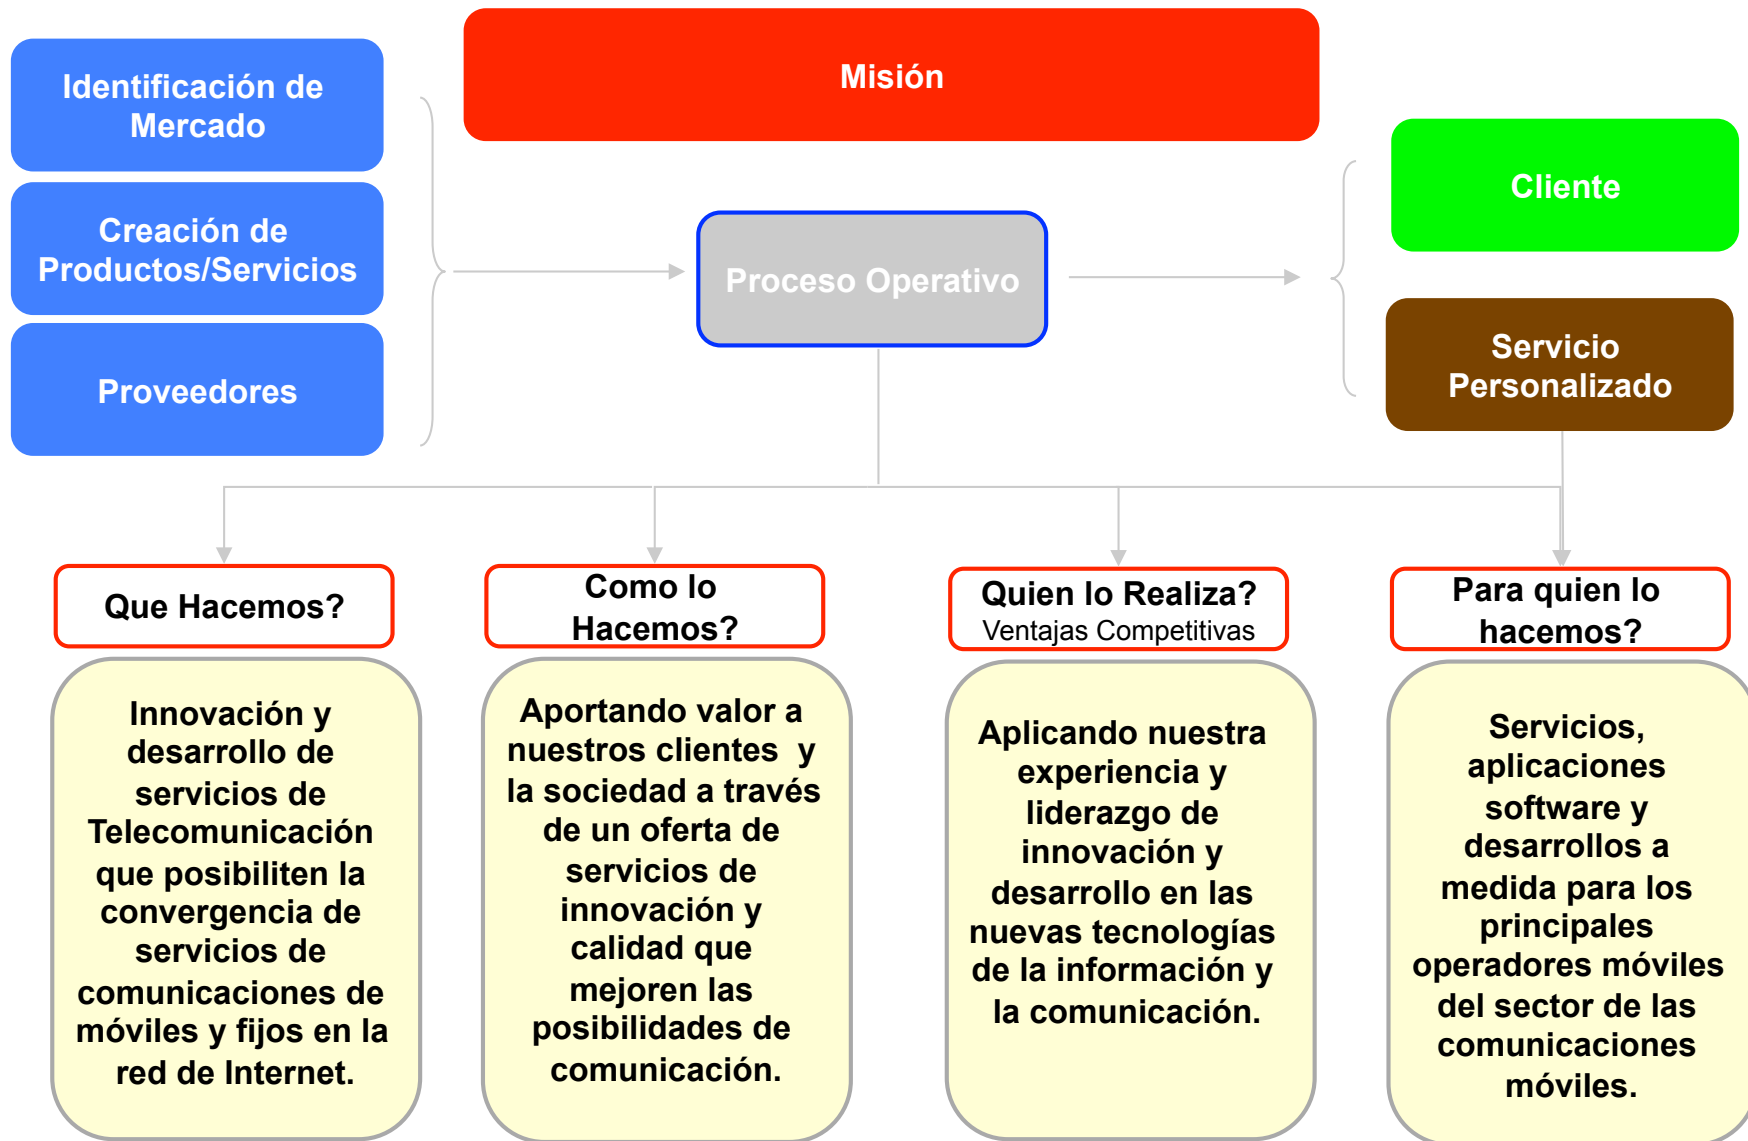 Misión
Identificación de
Mercado
Creación de
Productos/Servicios
Proveedores
Proceso Operativo
Cliente
Servicio
Personalizado
Que Hacemos?
Innovación y
desarrollo de
servicios de
Telecomunicación
que posibiliten la
convergencia de
servicios de
comunicaciones de
móviles y fijos en la
red de Internet.
Como lo
Hacemos?
Aportando valor a
nuestros clientes y
la sociedad a través
de un oferta de
servicios de
innovación y
calidad que
mejoren las
posibilidades de
comunicación.
Quien lo Realiza?
Ventajas Competitivas
Aplicando nuestra
experiencia y
liderazgo de
innovación y
desarrollo en las
nuevas tecnologías
de la información y
la comunicación.
Para quien lo
hacemos?
Servicios,
aplicaciones
software y
desarrollos a
medida para los
principales
operadores móviles
del sector de las
comunicaciones
móviles.